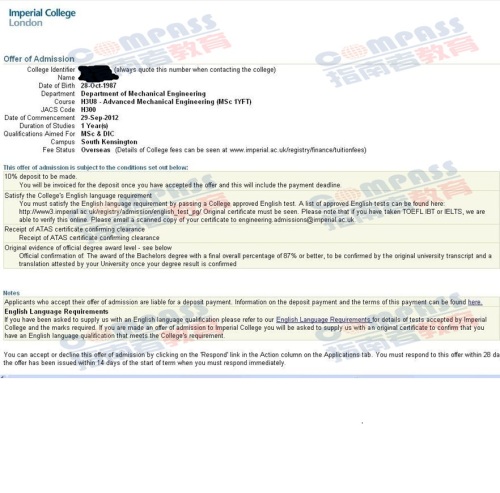 Imperial College
London
COMPASS
指南者教育
COMPASS
指南者教育
Offer of Admission
College Identifier (always quote this number when contacting the college)
Name
Date of Birth 28-Oct-1987
Department Department of Mechanical Engineering
Course H3U8 - Advanced Mechanical Engineering (MSc 1YFT)
JACS Code H300
Date of Commencement 29-Sep-2012
Duration of Studies 1 Year(s)
Qualifications Aimed For MSc & DIC
Campus South Kensington
Fee Status Overseas (Details of College fees can be seen at www.imperial.ac.uk/registry/finance/tuitionfees)
This offer of admission is subject to the conditions set out below:
10% deposit to be made.
You will be invoiced for the deposit once you have accepted the offer and this will include the payment deadline.
Satisfy the College's English language requirement
You must satisfy the English language requirement by passing a College approved English test. A list of approved English tests can be found here:
http://www3.imperial.ac.uk/registry/admission/english_test_pg/ Original certificate must be seen. Please note that if you have taken TOEFL IBT or IELTS, we are
able to verify this online. Please email a scanned copy of your certificate to engineering.admissions@imperial.ac.uk
Receipt of ATAS certificate confirming clearance
Receipt of ATAS certificate confirming clearance
Original evidence of official degree award level - see below
Official confirmation of: The award of the Bachelors degree with a final overall percentage of 87% or better, to be confirmed by the original university transcript and a
translation attested by your University once your degree result is confirmed
COMPASS
指南者教育
COMPASS
指南者教育
Notes
Applicants who accept their offer of admission are liable for a deposit payment. Information on the deposit payment and the terms of this payment can be found here.
English Language Requirements
If you have been asked to supply us with an English language qualification please refer to our English Language Requirements for details of tests accepted by Imperial
College and the marks required. If you are made an offer of admission to Imperial College you will be asked to supply us with an original certificate to confirm that you
have an English language qualification that meets the College's requirement.
COMPASS
指南者教育
COMPASS
指南者教育
You can accept or decline this offer of admission by clicking on the 'Respond' link in the Action column on the Applications tab. You must respond to this offer within 28 da
the offer has been issued within 14 days of the start of term when you must respond immediately.